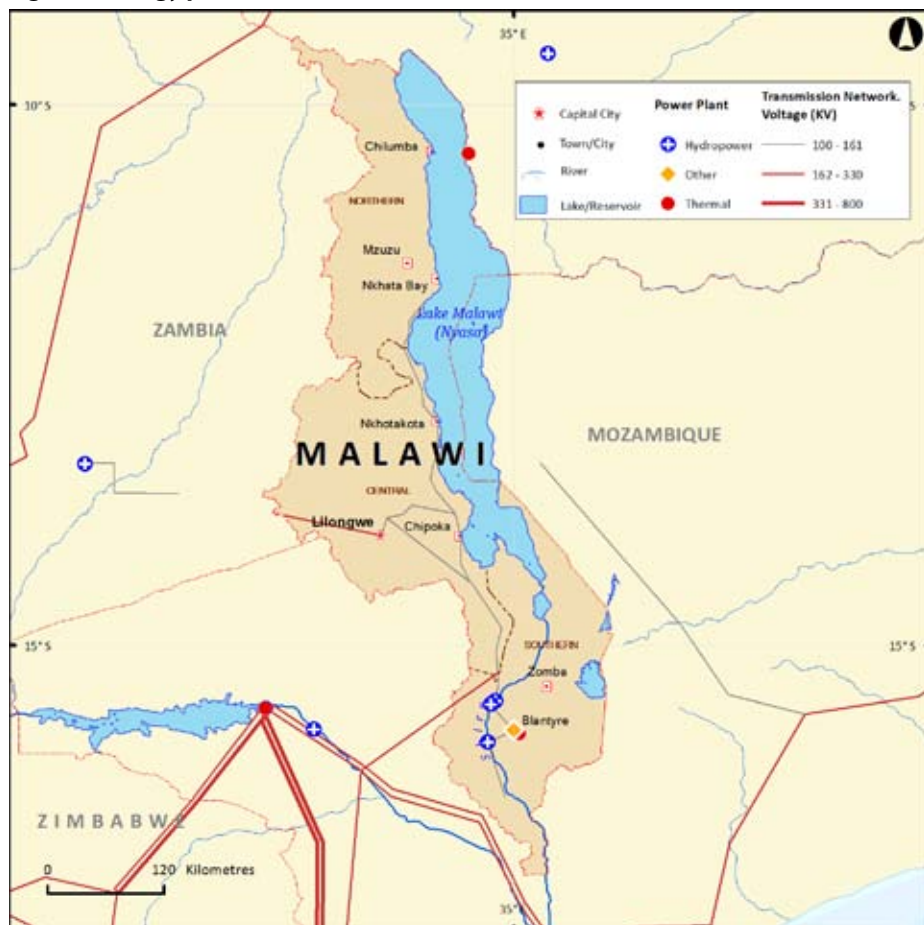 35°E
10°S
Capital City
Town/City
River
Lake/Reservoir
Power Plant
Hydropower
Other
Thermal
Transmission Network.
Voltage (KV)
100 - 161
162 - 330
331 - 800
Chilumba
NORTHERN
Mzuzu
Nkhata Bay
Lake Malawi
(Nyasa)
ZAMBIA
Nkhotakota
MOZAMBIQUE
MALAWI
CENTRAL
Lilongwe
Chipoka
15°S
15°S
SOUTHERN
Zomba
Blantyre
ZIMBABWE
0 120 Kilometres
35°E